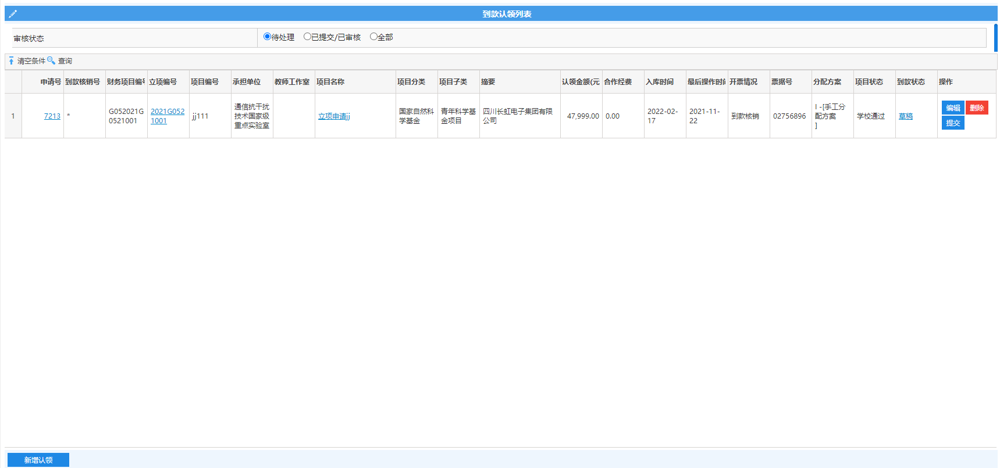 到款认领列表
审核状态
待处理 已提交/已审核 全部
清空条件 查询
申请号 到款核销号 财务项目编号 立项编号 项目编号 承担单位 教师工作室 项目名称 项目分类 项目子类 摘要 认领金额(元 合作经费 入库时间 最后操作时间 开票情况 票据号 分配方案 项目状态 到款状态 操作
1
7213
*
G052021G
0521001
2021G052
1001
jj111
通信抗干扰
技术国家级
重点实验室
立项申请jj
国家自然科
学基金
青年科学基
金项目
四川长虹电子集团有限
公司
47,999.00
0.00
2022-02-
17
2021-11-
22
到款核销
02756896
I -[手工分
配方案
]
学校通过
草稿
编辑 删除
提交
新增认领